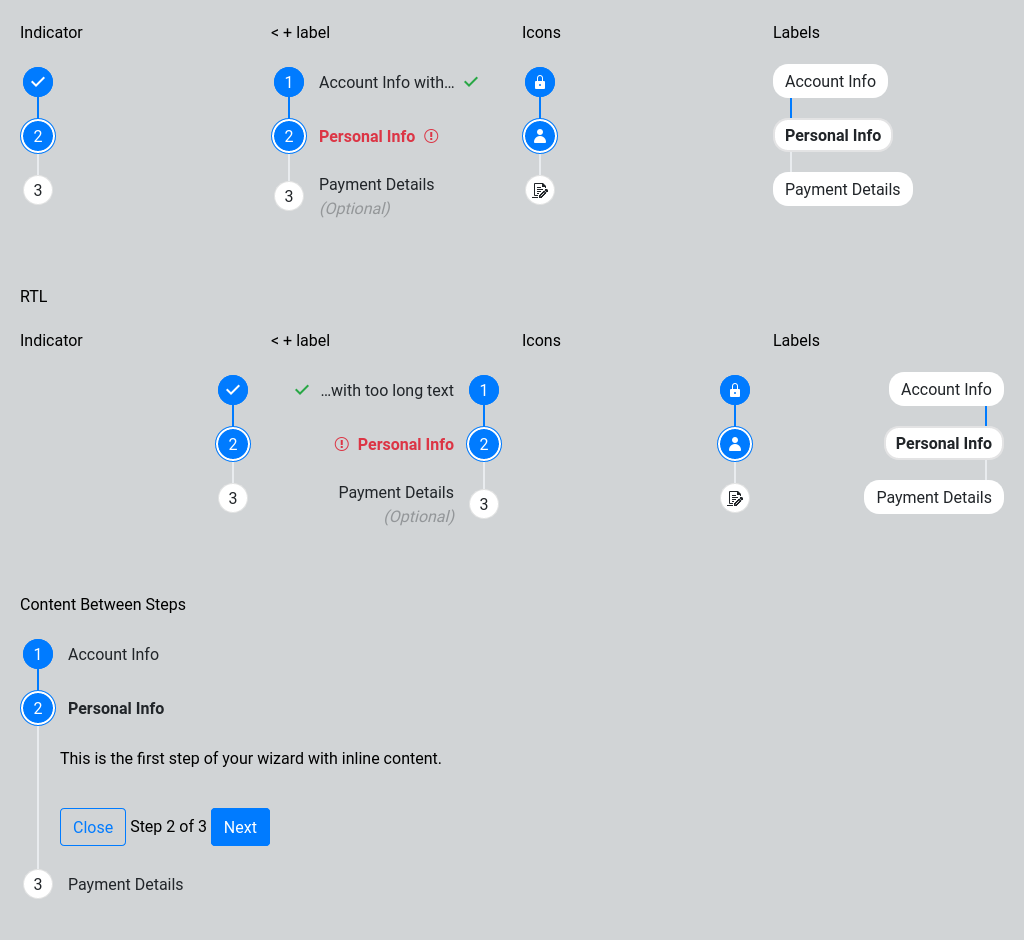 Indicator
2
3
< + label
1 Account Info with…
2 Personal Info
3 Payment Details
(Optional)
Icons
Labels
Account Info
Personal Info
Payment Details
RTL
Indicator
2
3
< + label
…with too long text 1
Personal Info 2
Payment Details 3
(Optional)
Icons
Labels
Account Info
Personal Info
Payment Details
Content Between Steps
1 Account Info
2 Personal Info
This is the first step of your wizard with inline content.
Close Step 2 of 3 Next
3 Payment Details